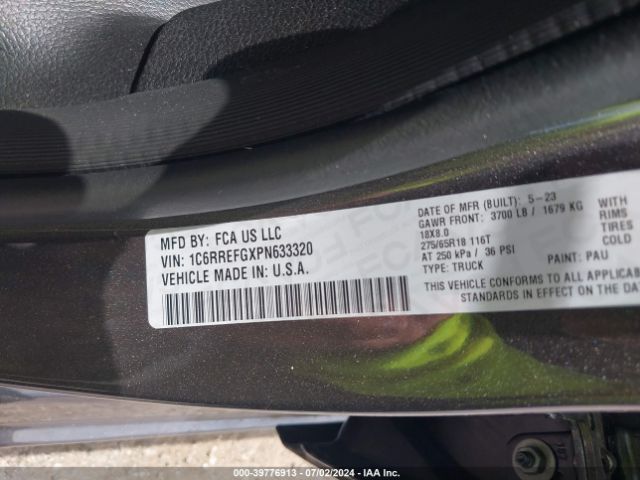 MFD BY: FCA US LLC
VIN: 1C6RREFGXPN633320
VEHICLE MADE IN U.S.A.
DATE OF MFR (BUILT): 5-23
GAWR FRONT: 3700 LB / 1679 KG
18X8.0
275/65R18 116T
AT 250 kPa / 36 PSI
TYPE: TRUCK
PAINT: PAU
WITH
RIMS
TIRES
COLD
THIS VEHICLE CONFORMS TO ALL APPLICAB
STANDARDS IN EFFECT ON THE DAT
000-39776913 - 07/02/2024 - IAA Inc.